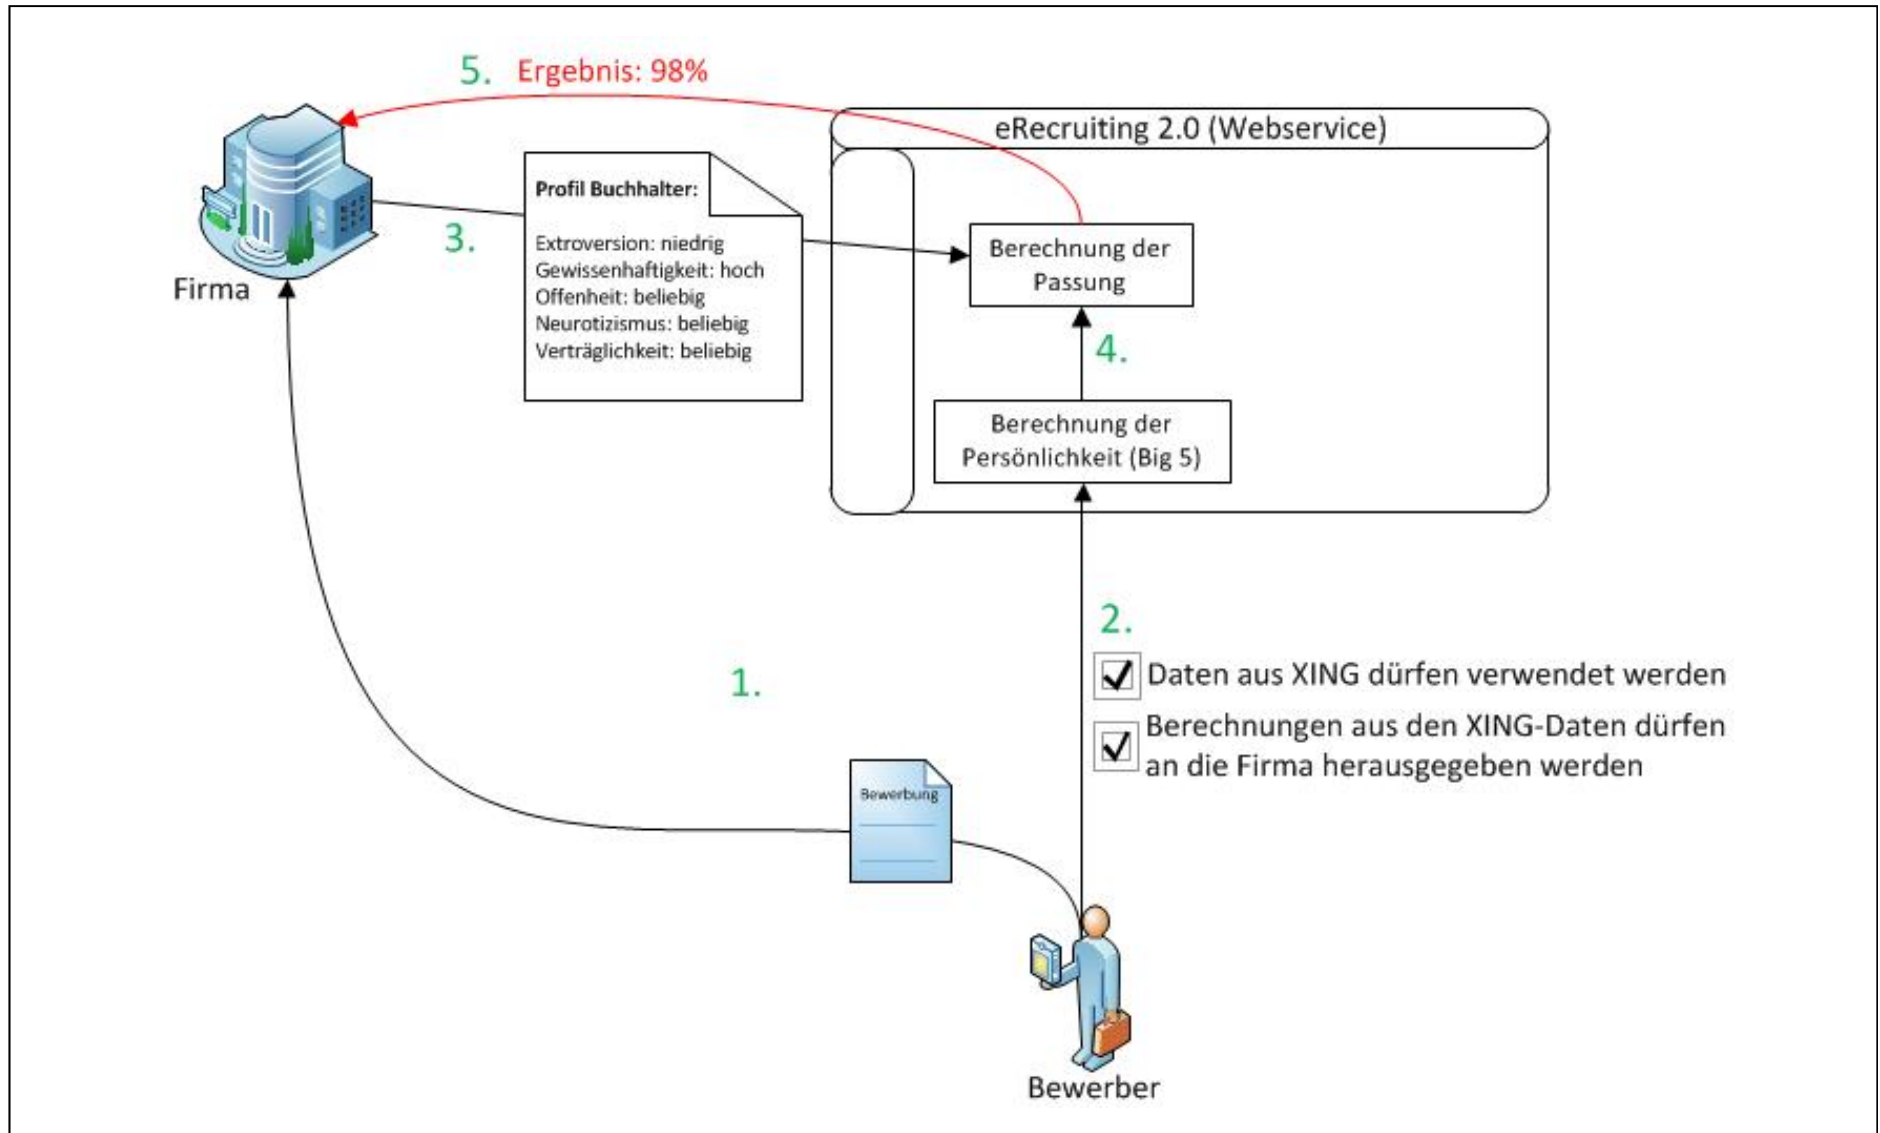 5. Ergebnis: 98%
eRecruiting 2.0 (Webservice)
Firma
3.
Profil Buchhalter:
Extroversion: niedrig
Gewissenhaftigkeit: hoch
Offenheit: beliebig
Neurotizismus: beliebig
Verträglichkeit: beliebig
Berechnung der
Passung
4.
Berechnung der
Persönlichkeit (Big 5)
2.
Daten aus XING dürfen verwendet werden
Berechnungen aus den XING-Daten dürfen
an die Firma herausgegeben werden
1.
Bewerbung
Bewerber